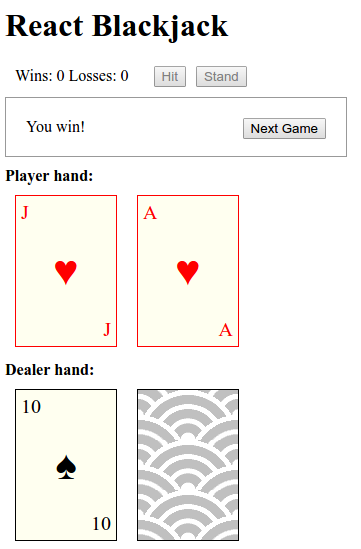 React Blackjack
Wins: 0 Losses: 0 Hit Stand
You win! Next Game
Player hand:
J A
J A
Dealer hand:
10
10